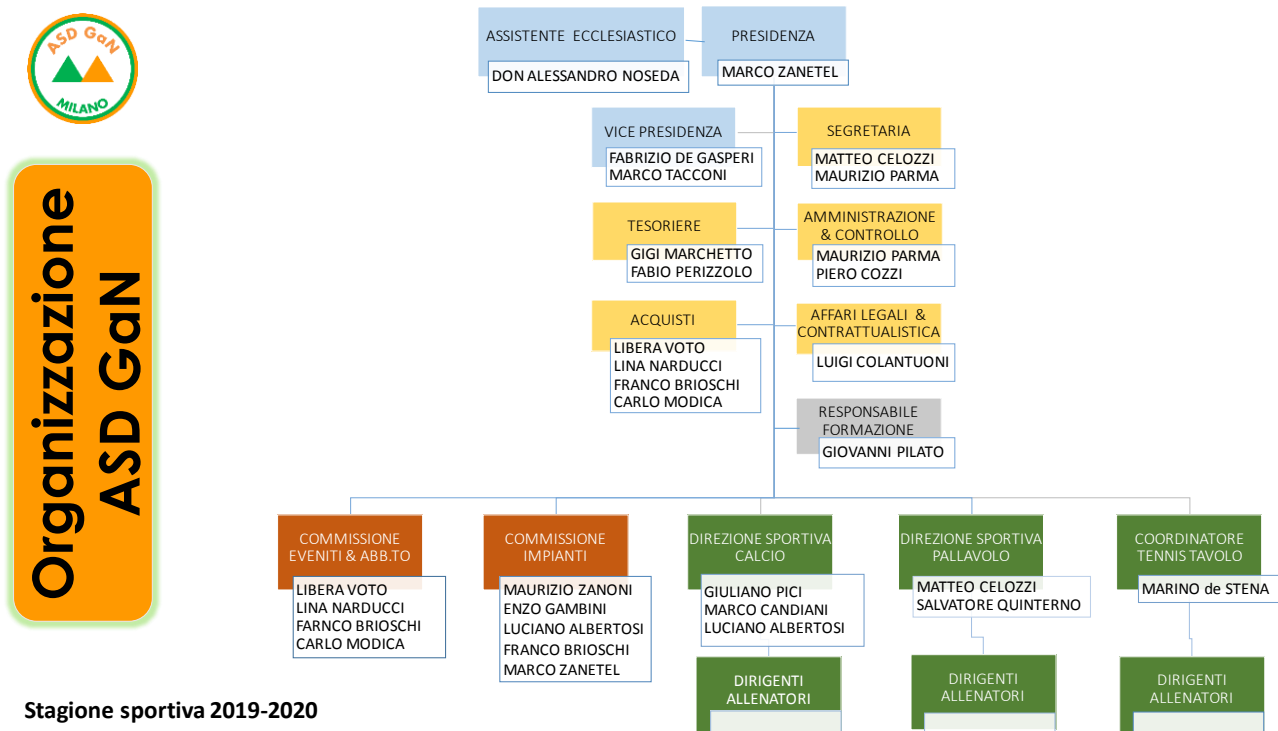 ASD GaN
MILANO
Organizzazione
ASD GaN
ASSISTENTE ECCLESIASTICO
DON ALESSANDRO NOSEDA
PRESIDENZA
MARCO ZANETEL
VICE PRESIDENZA
FABRIZIO DE GASPERI
MARCO TACCONI
SEGRETARIA
MATTEO CELOZZI
MAURIZIO PARMA
TESORIERE
GIGI MARCHETTO
FABIO PERIZZOLO
AMMINISTRAZIONE
& CONTROLLO
MAURIZIO PARMA
PIERO COZZI
ACQUISTI
LIBERA VOTO
LINA NARDUCCI
FRANCO BRIOSCHI
CARLO MODICA
AFFARI LEGALI &
CONTRATTUALISTICA
LUIGI COLANTUONI
RESPONSABILE
FORMAZIONE
GIOVANNI PILATO
COMMISSIONE
EVENITI & ABB.TO
LIBERA VOTO
LINA NARDUCCI
FARNCO BRIOSCHI
CARLO MODICA
COMMISSIONE
IMPIANTI
MAURIZIO ZANONI
ENZO GAMBINI
LUCIANO ALBERTOSI
FRANCO BRIOSCHI
MARCO ZANETEL
DIREZIONE SPORTIVA
CALCIO
GIULIANO PICI
MARCO CANDIANI
LUCIANO ALBERTOSI
DIRIGENTI
ALLENATORI
DIREZIONE SPORTIVA
PALLAVOLO
MATTEO CELOZZI
SALVATORE QUINTERNO
DIRIGENTI
ALLENATORI
COORDINATORE
TENNIS TAVOLO
MARINO de STENA
DIRIGENTI
ALLENATORI
Stagione sportiva 2019-2020